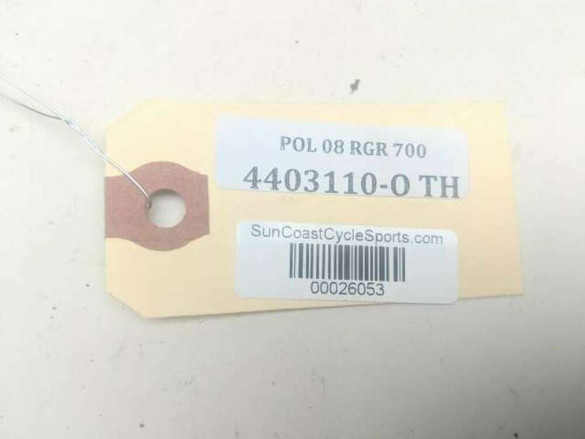 POL 08 RGR 700
4403110-O TH
SunCoastCycleSports.com
00026053